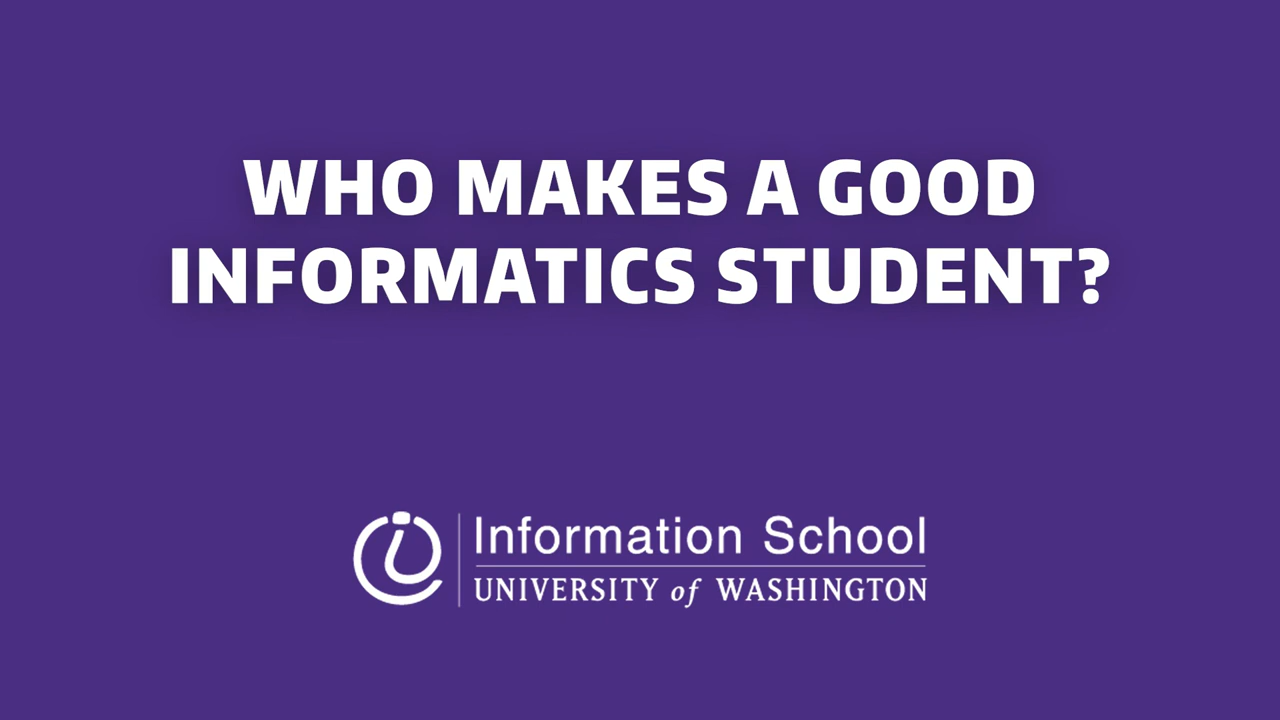 WHO MAKES A GOOD
INFORMATICS STUDENT?
Information School
UNIVERSITY of WASHINGTON